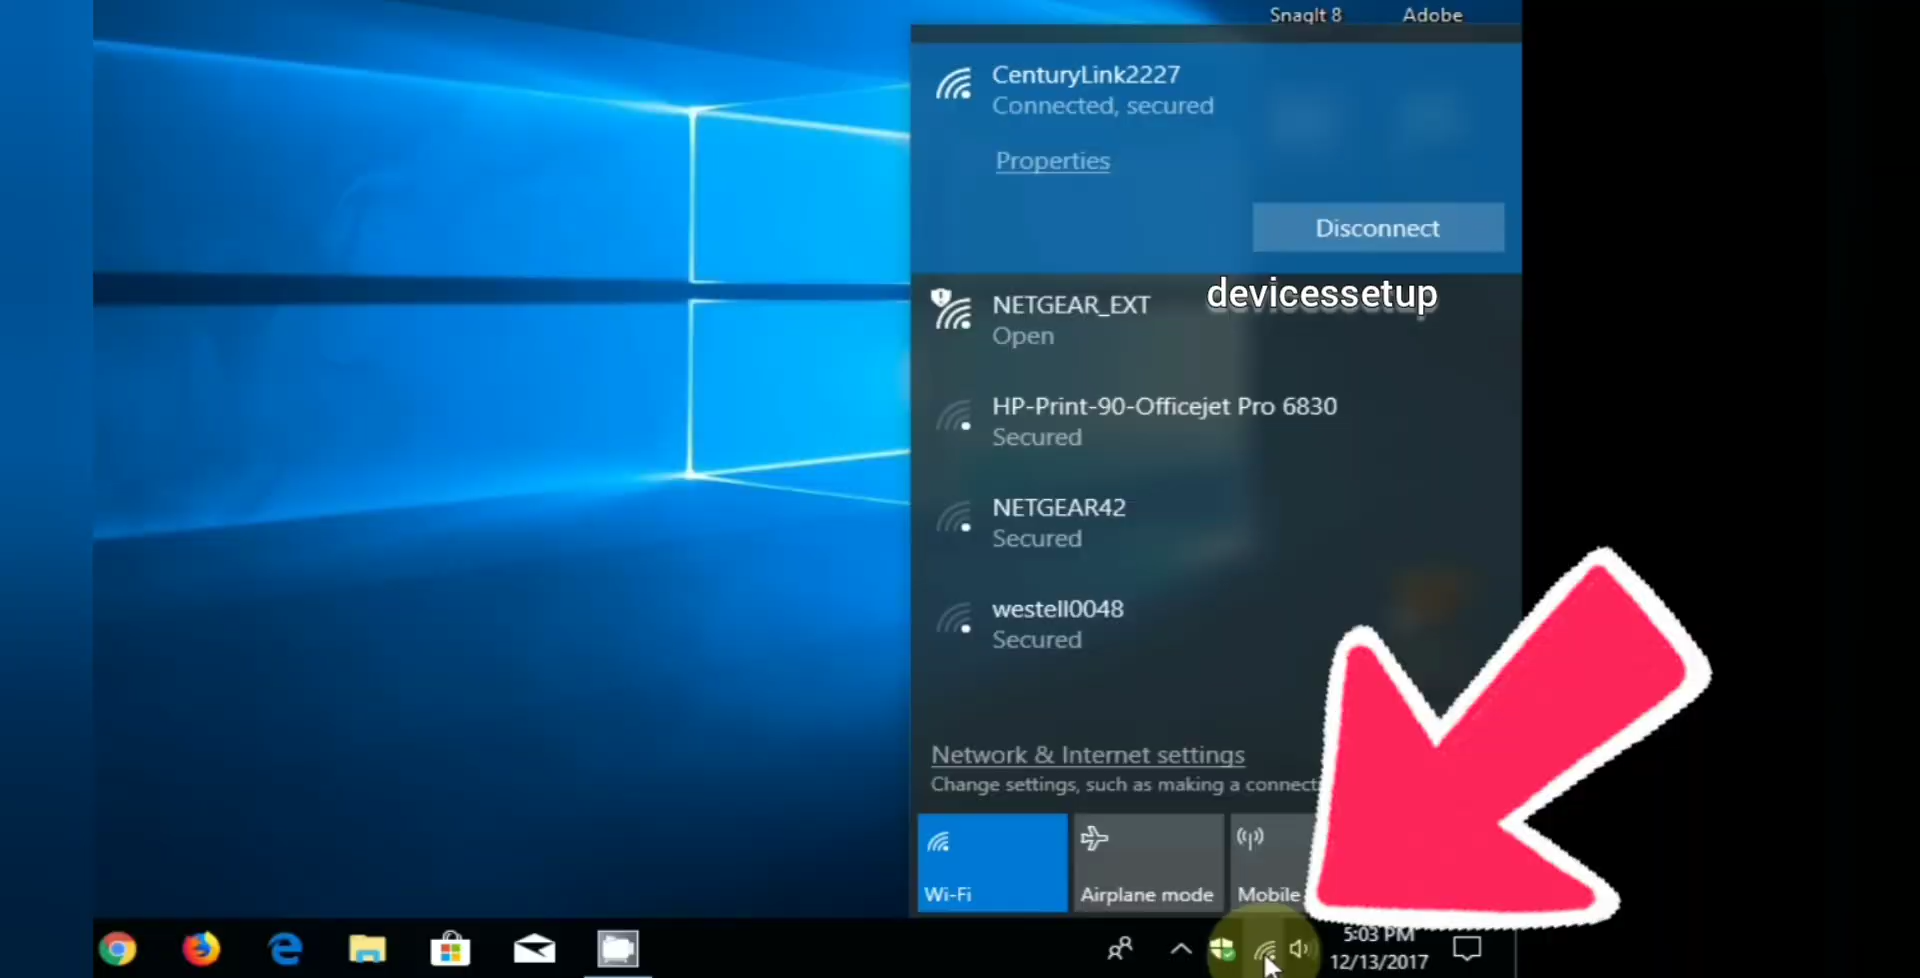 SnagIt 8
Adobe
CenturyLink2227
Connected, secured
Properties
Disconnect
devicessetup
NETGEAR_EXT
Open
HP-Print-90-Officejet Pro 6830
Secured
NETGEAR42
Secured
westell0048
Secured
Network & Internet settings
Change settings, such as making a connecti
Wi-Fi
Airplane mode
Mobile
5:03 PM
12/13/2017